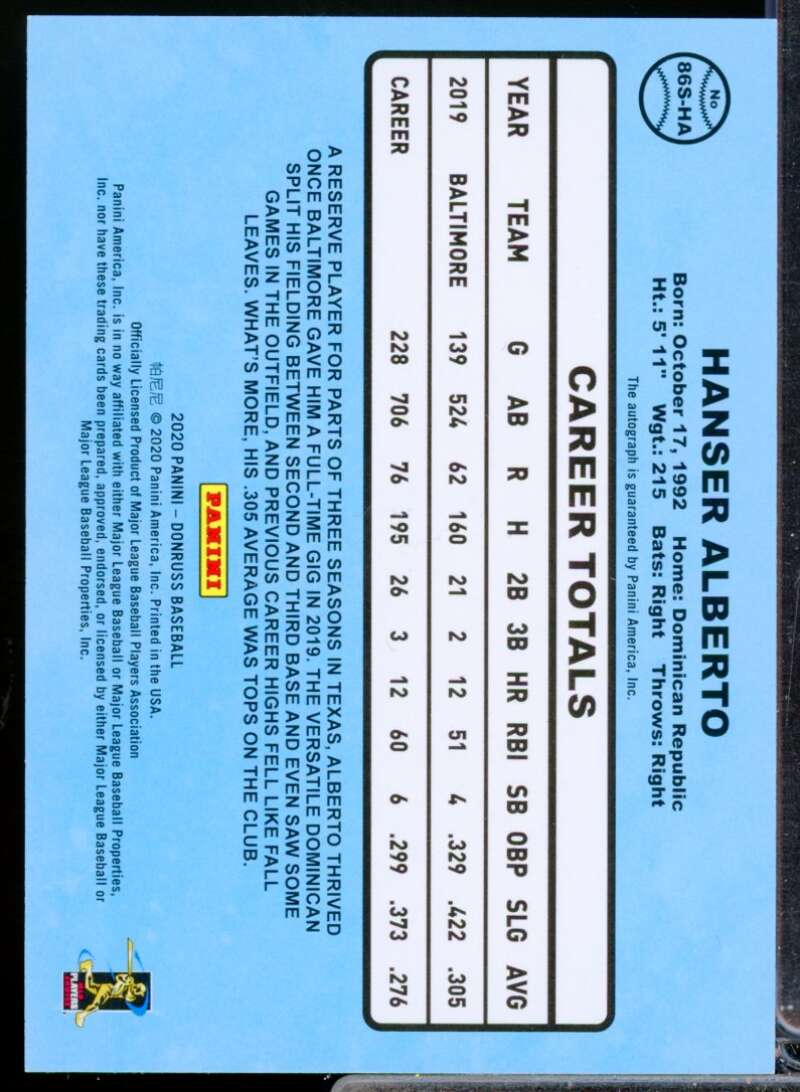 No
86S-HA
HANSER ALBERTO
Born: October 17, 1992 Home: Dominican Republic
Ht.: 5' 11" Wgt.: 215 Bats: Right Throws: Right
The autograph is guaranteed by Panini America, Inc.
CAREER TOTALS
YEAR TEAM G AB R H 2B 3B HR RBI SB OBP SLG AVG
2019 BALTIMORE 139 524 62 160 21 2 12 51 4 .329 .422 .305
CAREER 228 706 76 195 26 3 12 60 6 .299 .373 .276
A RESERVE PLAYER FOR PARTS OF THREE SEASONS IN TEXAS, ALBERTO THRIVED
ONCE BALTIMORE GAVE HIM A FULL-TIME GIG IN 2019. THE VERSATILE DOMINICAN
SPLIT HIS FIELDING BETWEEN SECOND AND THIRD BASE AND EVEN SAW SOME
GAMES IN THE OUTFIELD, AND PREVIOUS CAREER HIGHS FELL LIKE FALL
LEAVES. WHAT'S MORE, HIS .305 AVERAGE WAS TOPS ON THE CLUB.
PANINI
2020 PANINI – DONRUSS BASEBALL
帕尼尼 © 2020 Panini America, Inc. Printed in the USA.
Officially Licensed Product of Major League Baseball Players Association
Panini America, Inc. is in no way affiliated with either Major League Baseball or Major League Baseball Properties,
Inc. nor have these trading cards been prepared, approved, endorsed, or licensed by either Major League Baseball or
Major League Baseball Properties, Inc.
PLAYERS